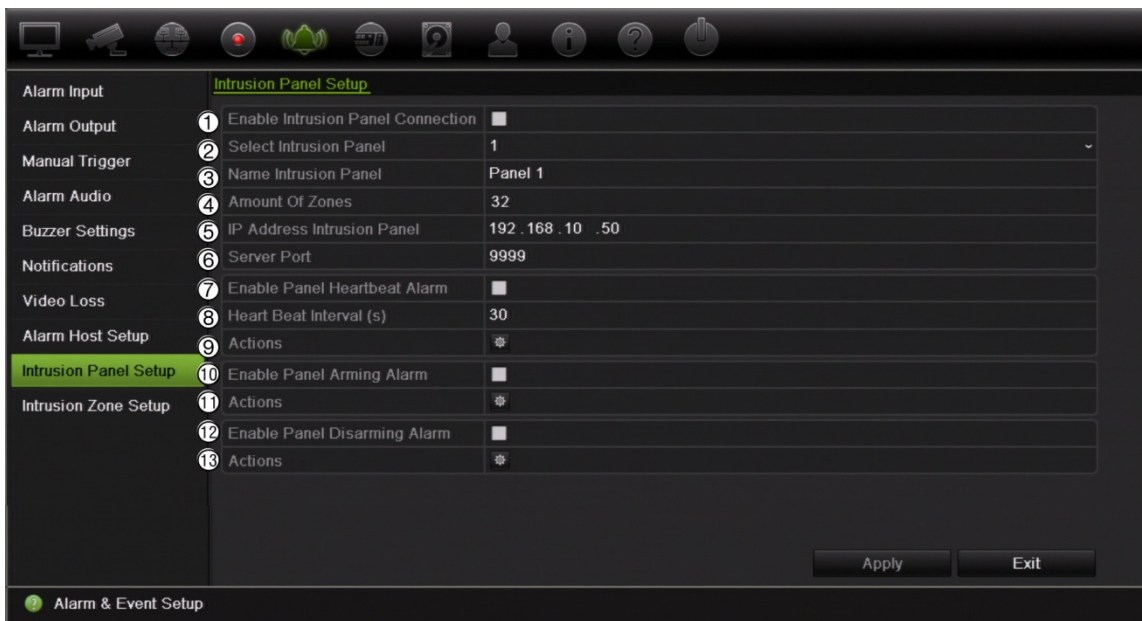 Alarm Input
Alarm Output
Manual Trigger
Alarm Audio
Buzzer Settings
Notifications
Video Loss
Alarm Host Setup
Intrusion Panel Setup
Intrusion Zone Setup
Intrusion Panel Setup
① Enable Intrusion Panel Connection
② Select Intrusion Panel 1
③ Name Intrusion Panel Panel 1
④ Amount Of Zones 32
⑤ IP Address Intrusion Panel 192 .168 .10 .50
⑥ Server Port 9999
⑦ Enable Panel Heartbeat Alarm
⑧ Heart Beat Interval (s) 30
⑨ Actions
⑩ Enable Panel Arming Alarm
⑪ Actions
⑫ Enable Panel Disarming Alarm
⑬ Actions
Apply Exit
? Alarm & Event Setup